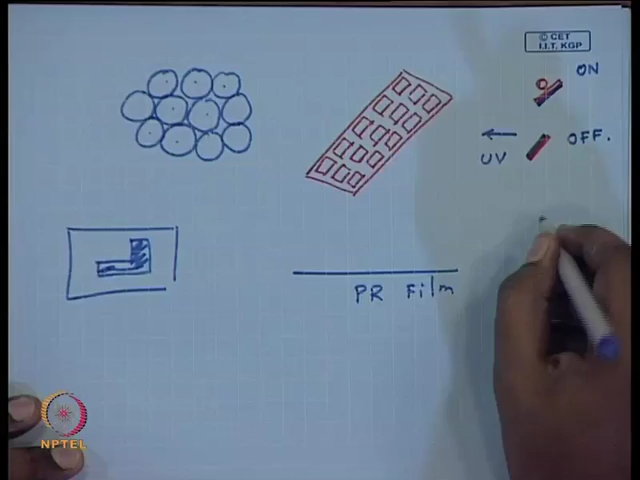 © CET
I.I.T. KGP
ON
OFF.
UV
PR Film
NPTEL